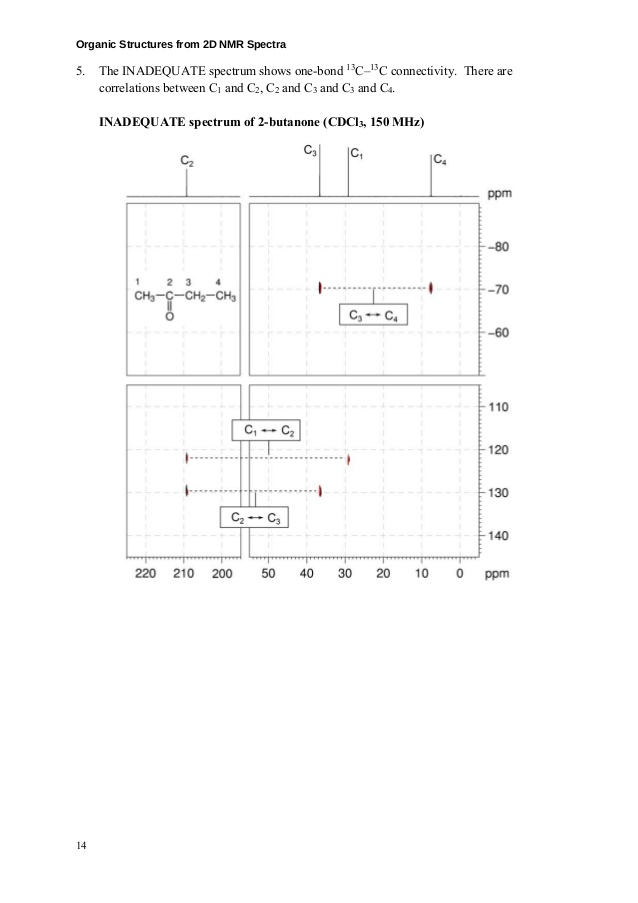 Organic Structures from 2D NMR Spectra
5. The INADEQUATE spectrum shows one-bond ¹³C–¹³C connectivity. There are
correlations between C₁ and C₂, C₂ and C₃ and C₃ and C₄.
INADEQUATE spectrum of 2-butanone (CDCl₃, 150 MHz)
C₂ C₃ C₁ C₄
ppm
-80
1 2 3 4
CH₃–C–CH₂–CH₃
O
-70
C₃ ↔ C₄
-60
110
C₁ ↔ C₂
120
130
C₂ ↔ C₃
140
220 210 200 50 40 30 20 10 0 ppm
14